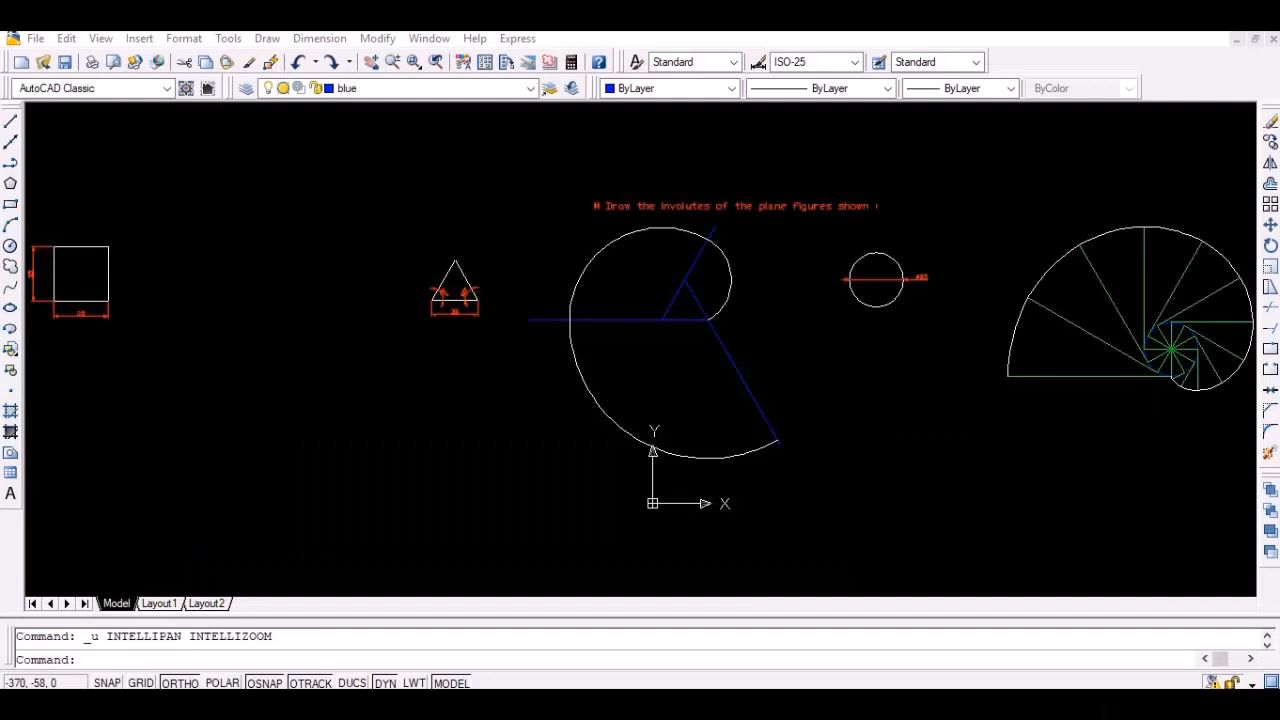 File Edit View Insert Format Tools Draw Dimension Modify Window Help Express
Standard ISO-25 Standard
AutoCAD Classic blue ByLayer ByLayer ByLayer ByColor
# Draw the involutes of the plane figures shown
Y
X
Model Layout1 Layout2
Command: _u INTELLIPAN INTELLIZOOM
Command:
-370, -58, 0 SNAP GRID ORTHO POLAR OSNAP OTRACK DUCS DYN LWT MODEL